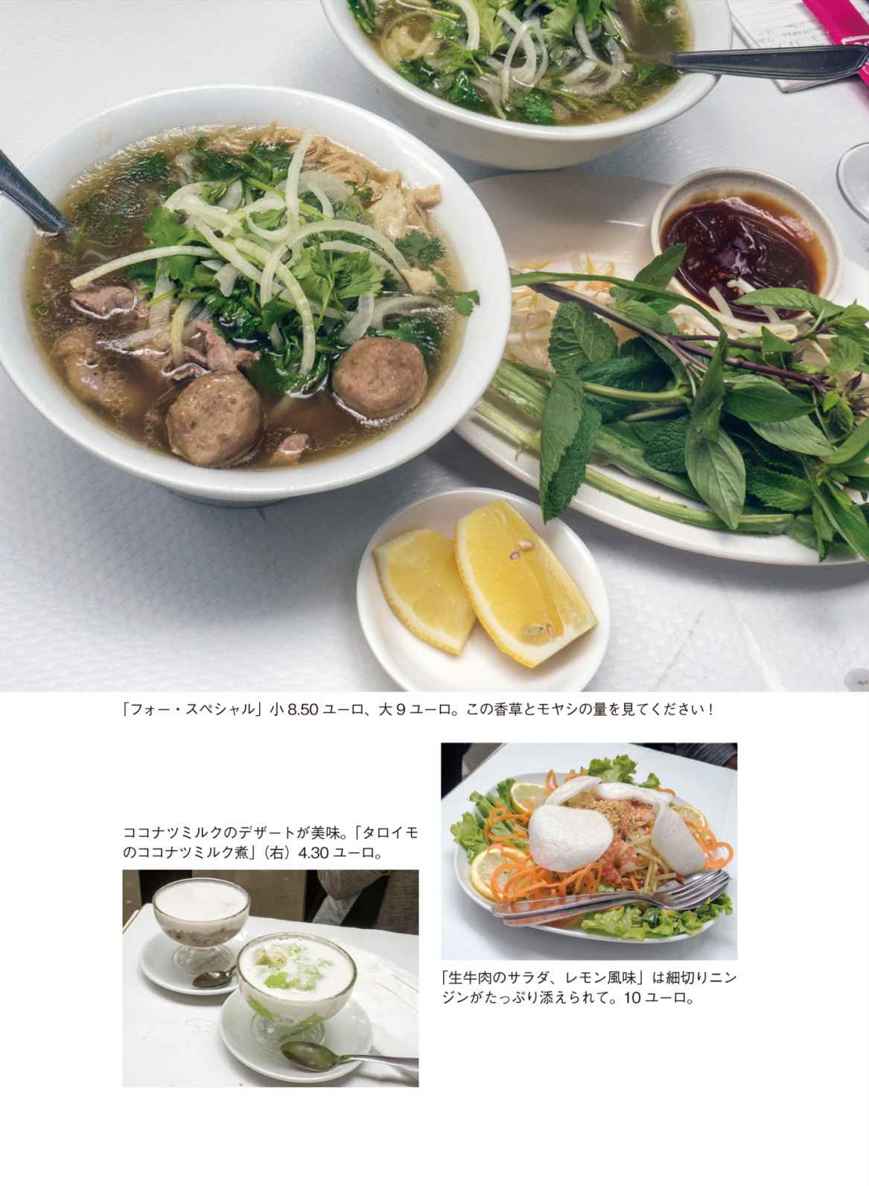 「フォー・スペシャル」小 8.50 ユーロ、大 9 ユーロ。この香草とモヤシの量を見てください!
ココナツミルクのデザートが美味。「タロイモ
のココナツミルク煮」（右）4.30 ユーロ。
「生牛肉のサラダ、レモン風味」は細切りニン
ジンがたっぷり添えられて。10 ユーロ。